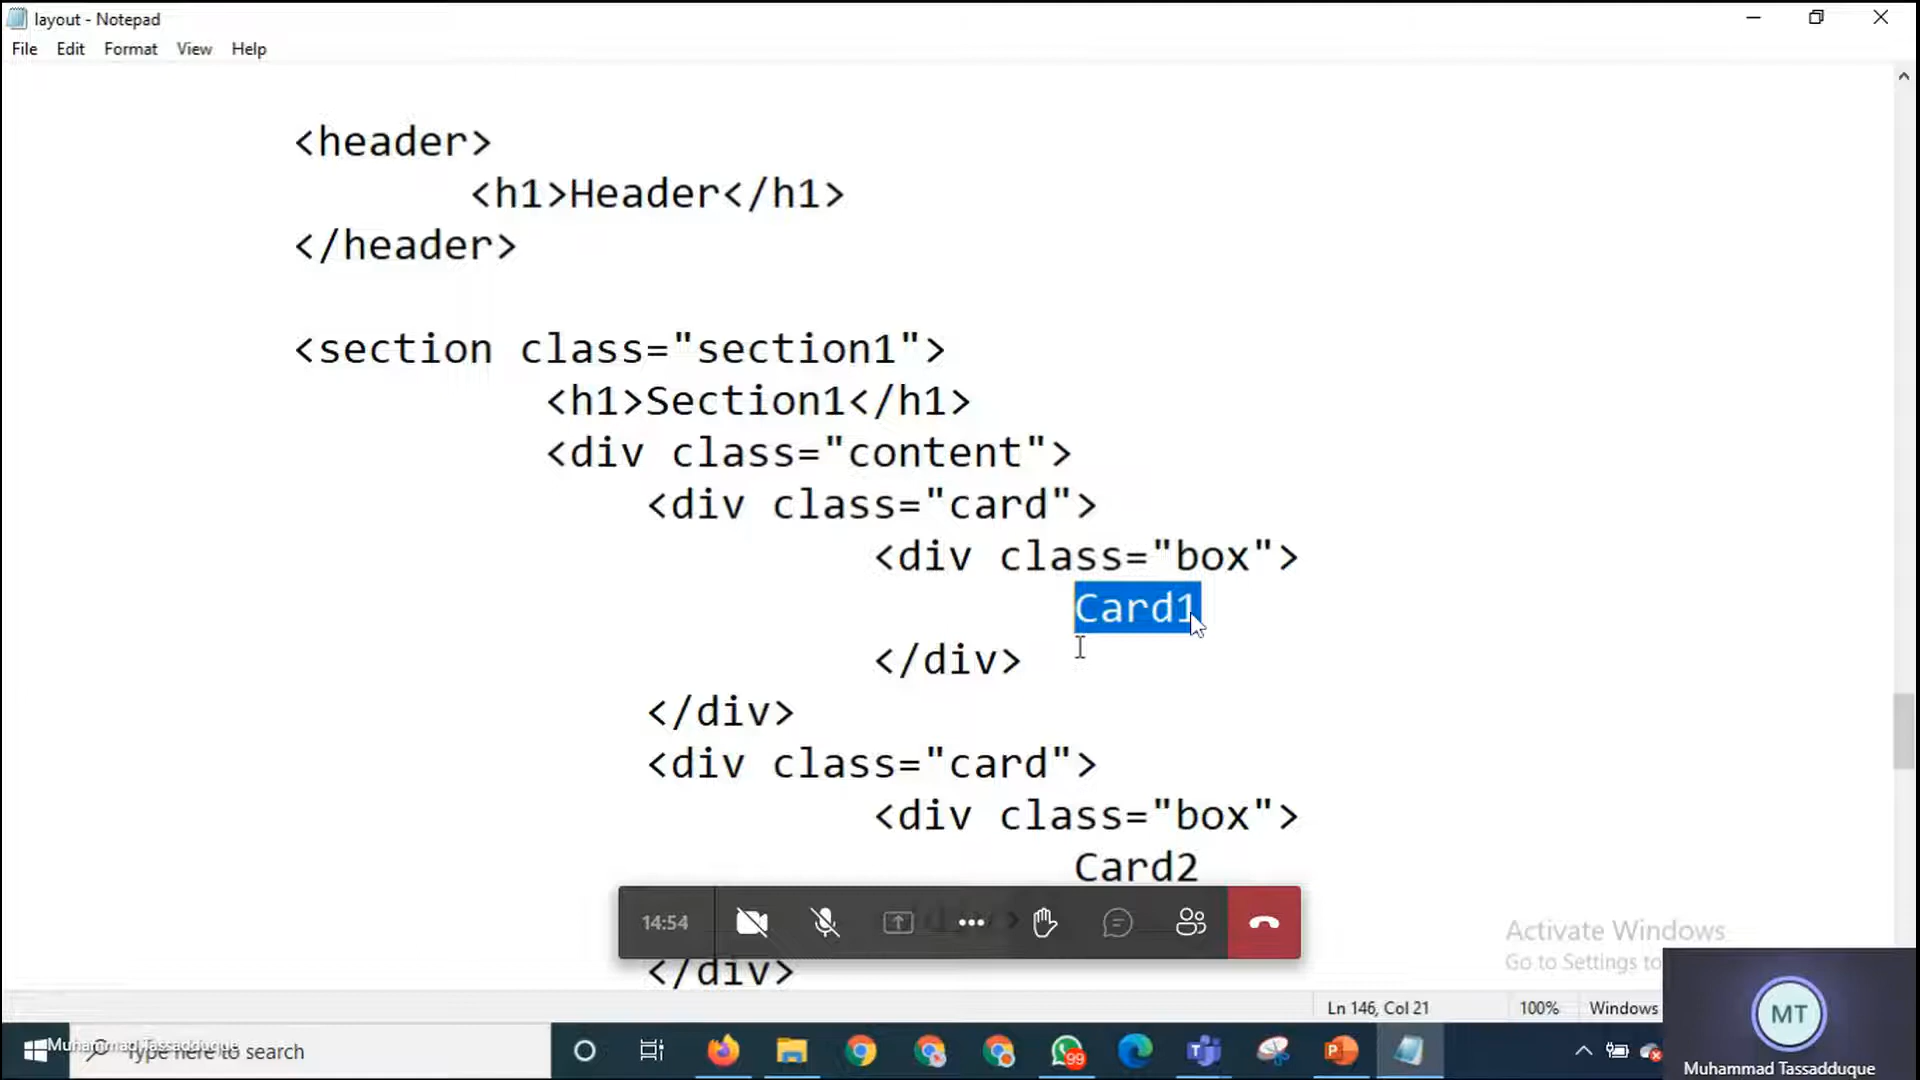 layout - Notepad
File Edit Format View Help
<header>
<h1>Header</h1>
</header>
<section class="section1">
<h1>Section1</h1>
<div class="content">
<div class="card">
<div class="box">
Card1
</div>
</div>
<div class="card">
<div class="box">
Card2
14:54
</div>
Activate Windows
Go to Settings to
MT
Ln 146, Col 21 100% Windows
Muhammad Tassadduque
Type here to search
99
Muhammad Tassadduque